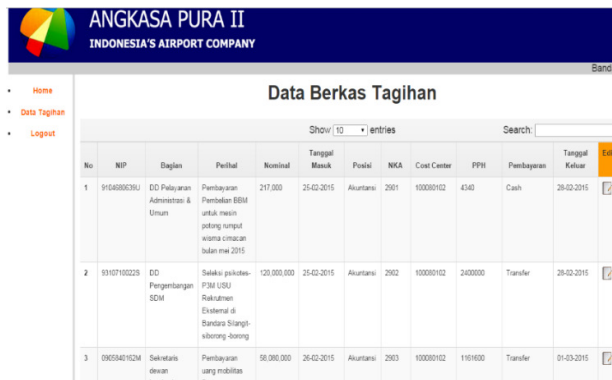 ANGKASA PURA II
INDONESIA'S AIRPORT COMPANY
Band
Home
Data Tagihan
Logout
Data Berkas Tagihan
Show 10 entries Search:
No NIP Bagian Perihal Nominal Tanggal Masuk Posisi NKA Cost Center PPH Pembayaran Tanggal Keluar
1 DD Pelayanan Administrasi & Umum Pembayaran Pembelian BBM untuk mesin potong rumput wisma cimacan bulan mei 2015 217,000 25-02-2015 Akuntansi 2901 100080102 4340 Cash 28-02-2015
2 DD Pengembangan SDM Seleksi psikotes-P3M USU Rekrutmen Eksternal di Bandara Silangit-siborong -borong 120,000,000 25-02-2015 Akuntansi 2902 100080102 2400000 Transfer 28-02-2015
3 0905840162M Sekretaris dewan Pembayaran uang mobilitas 58,080,000 26-02-2015 Akuntansi 2903 100080102 1161600 Transfer 01-03-2015